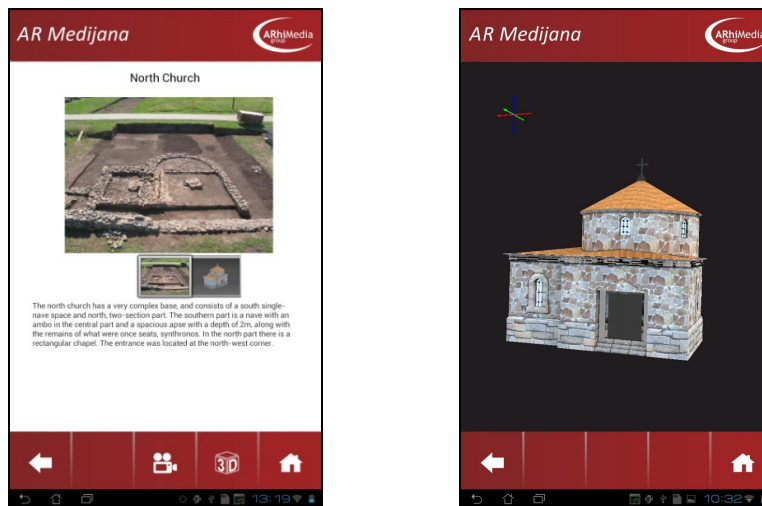 AR Medijana
ARhiMedia
group
North Church
The north church has a very complex base, and consists of a south single-
nave space and north, two-section part. The southern part is a nave with an
ambo in the central part and a spacious apse with a depth of 2m, along with
the remains of what were once seats, synthronos. In the north part there is a
rectangular chapel. The entrance was located at the north-west corner.
3D
13:19
AR Medijana
ARhiMedia
group
10:32